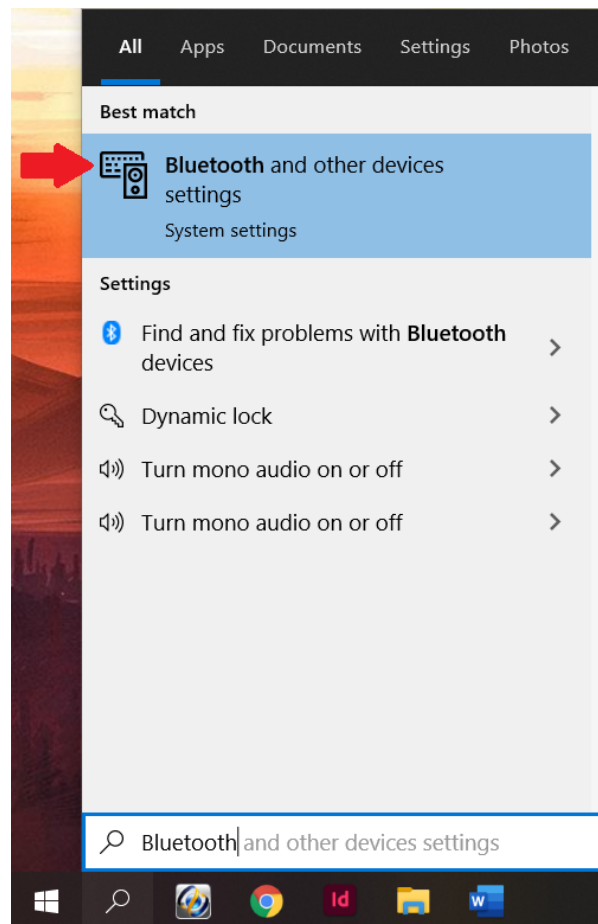 All Apps Documents Settings Photos
Best match
Bluetooth and other devices
settings
System settings
Settings
Find and fix problems with Bluetooth
devices
Dynamic lock
Turn mono audio on or off
Turn mono audio on or off
Bluetooth and other devices settings
Id
W